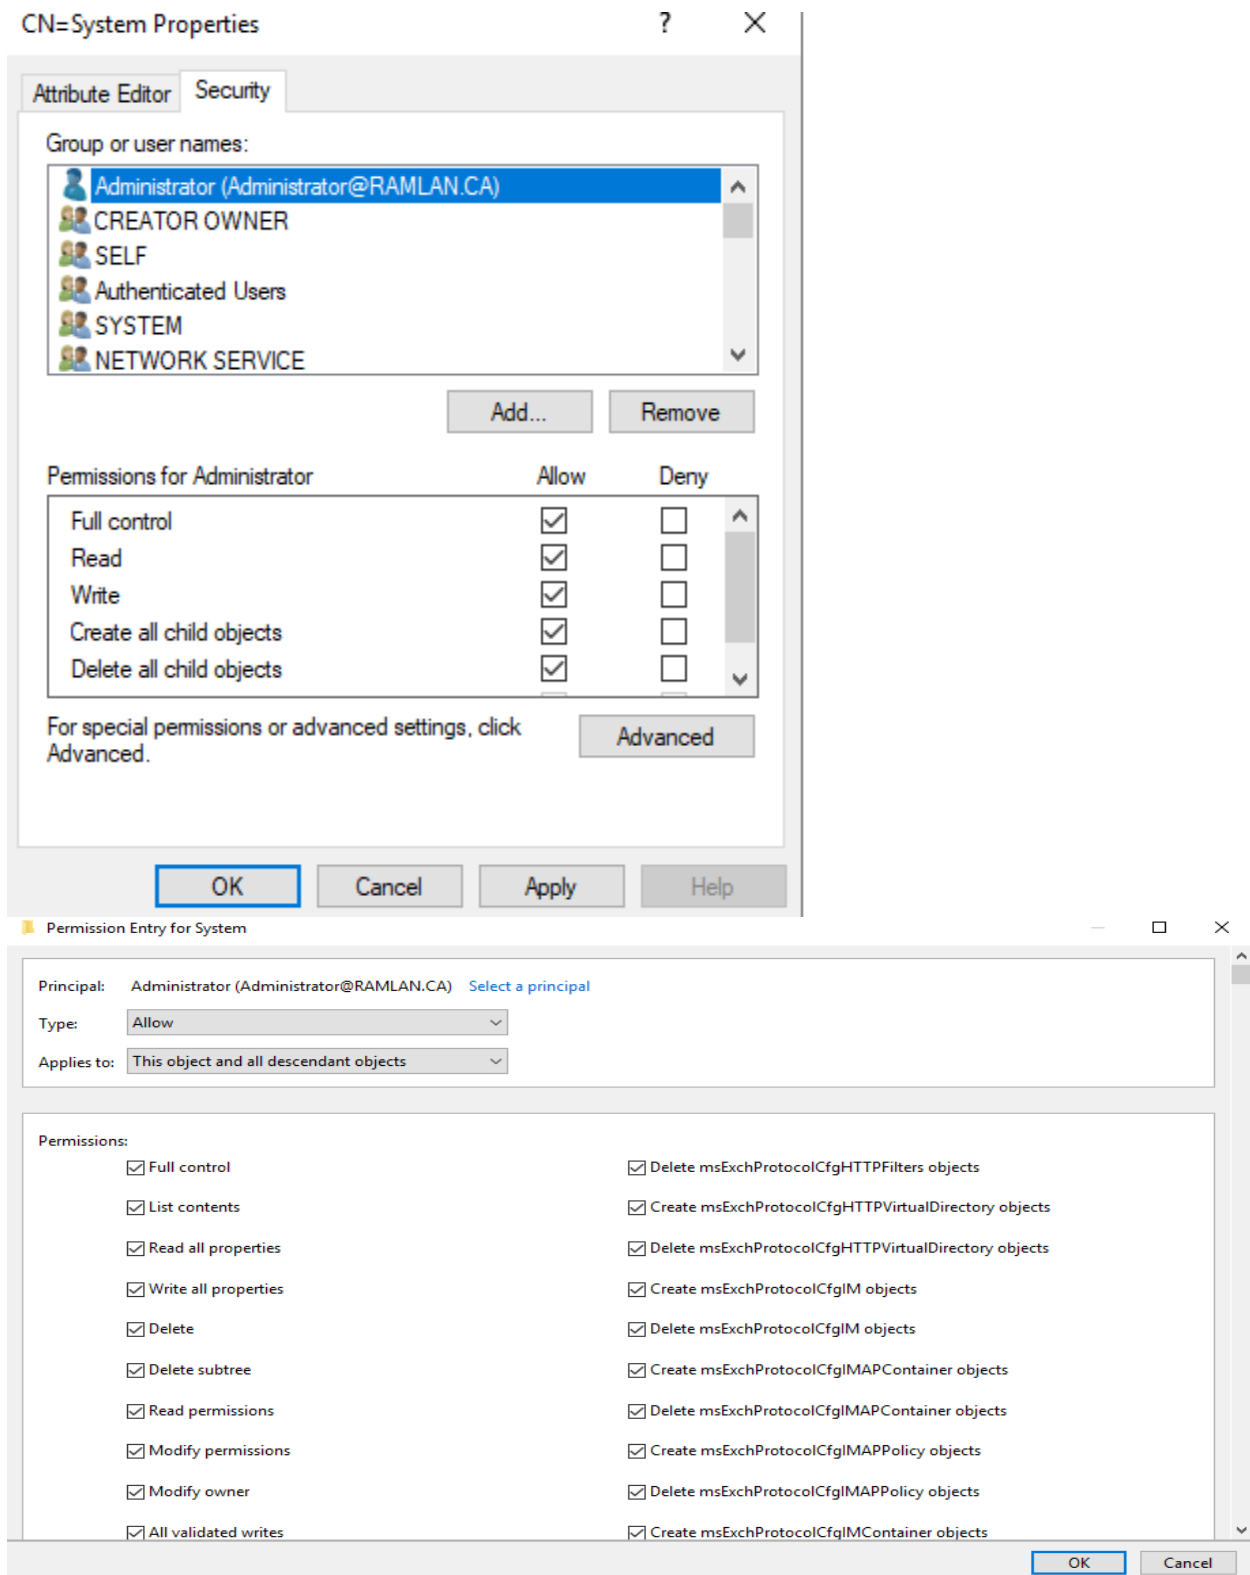 CN=System Properties ? X
Attribute Editor Security
Group or user names:
Administrator (Administrator@RAMLAN.CA)
CREATOR OWNER
SELF
Authenticated Users
SYSTEM
NETWORK SERVICE
Add... Remove
Permissions for Administrator Allow Deny
Full control
Read
Write
Create all child objects
Delete all child objects
For special permissions or advanced settings, click
Advanced.
Advanced
OK Cancel Apply Help
Permission Entry for System
Principal: Administrator (Administrator@RAMLAN.CA) Select a principal
Type: Allow
Applies to: This object and all descendant objects
Permissions:
Full control Delete msExchProtocolCfgHTTPFilters objects
List contents Create msExchProtocolCfgHTTPVirtualDirectory objects
Read all properties Delete msExchProtocolCfgHTTPVirtualDirectory objects
Write all properties Create msExchProtocolCfgIM objects
Delete Delete msExchProtocolCfgIM objects
Delete subtree Create msExchProtocolCfgIMAPContainer objects
Read permissions Delete msExchProtocolCfgIMAPContainer objects
Modify permissions Create msExchProtocolCfgIMAPPolicy objects
Modify owner Delete msExchProtocolCfgIMAPPolicy objects
All validated writes Create msExchProtocolCfgIMContainer objects
OK Cancel